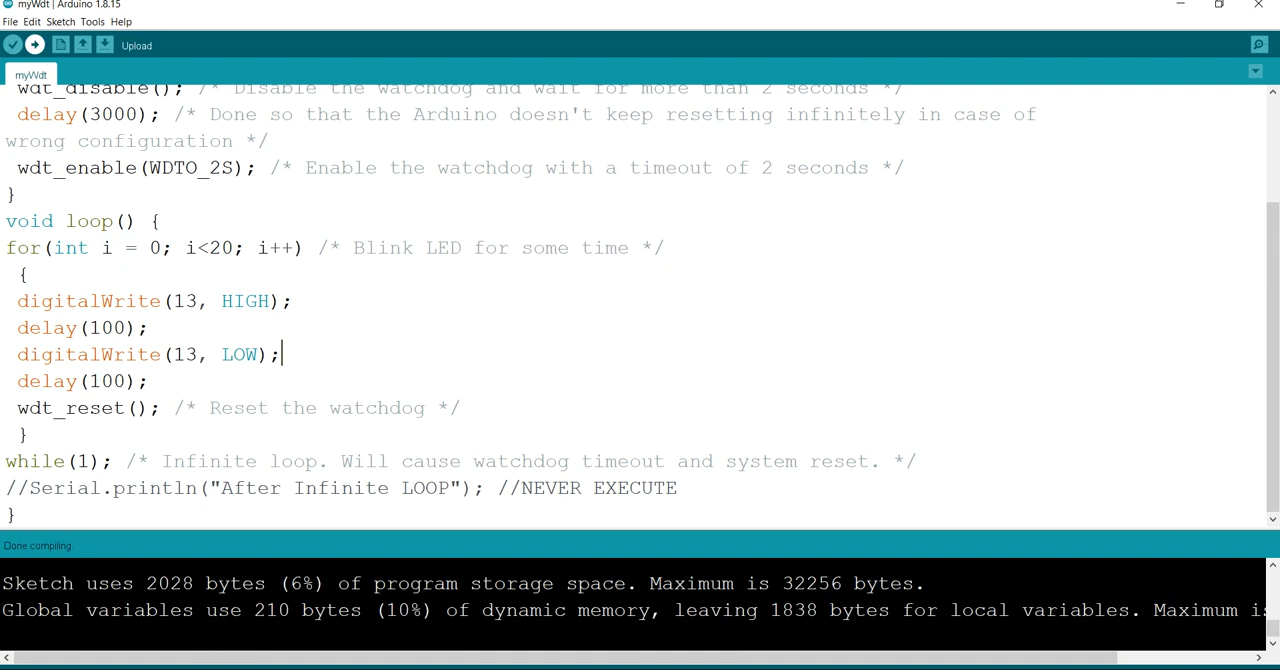 myWdt | Arduino 1.8.15
File Edit Sketch Tools Help
Upload
myWdt
wdt_disable(); /* Disable the watchdog and wait for more than 2 seconds */
delay(3000); /* Done so that the Arduino doesn't keep resetting infinitely in case of
wrong configuration */
wdt_enable(WDTO_2S); /* Enable the watchdog with a timeout of 2 seconds */
}
void loop() {
for(int i = 0; i<20; i++) /* Blink LED for some time */
{
digitalWrite(13, HIGH);
delay(100);
digitalWrite(13, LOW);
delay(100);
wdt_reset(); /* Reset the watchdog */
}
while(1); /* Infinite loop. Will cause watchdog timeout and system reset. */
//Serial.println("After Infinite LOOP"); //NEVER EXECUTE
}
Done compiling.
Sketch uses 2028 bytes (6%) of program storage space. Maximum is 32256 bytes.
Global variables use 210 bytes (10%) of dynamic memory, leaving 1838 bytes for local variables. Maximum is